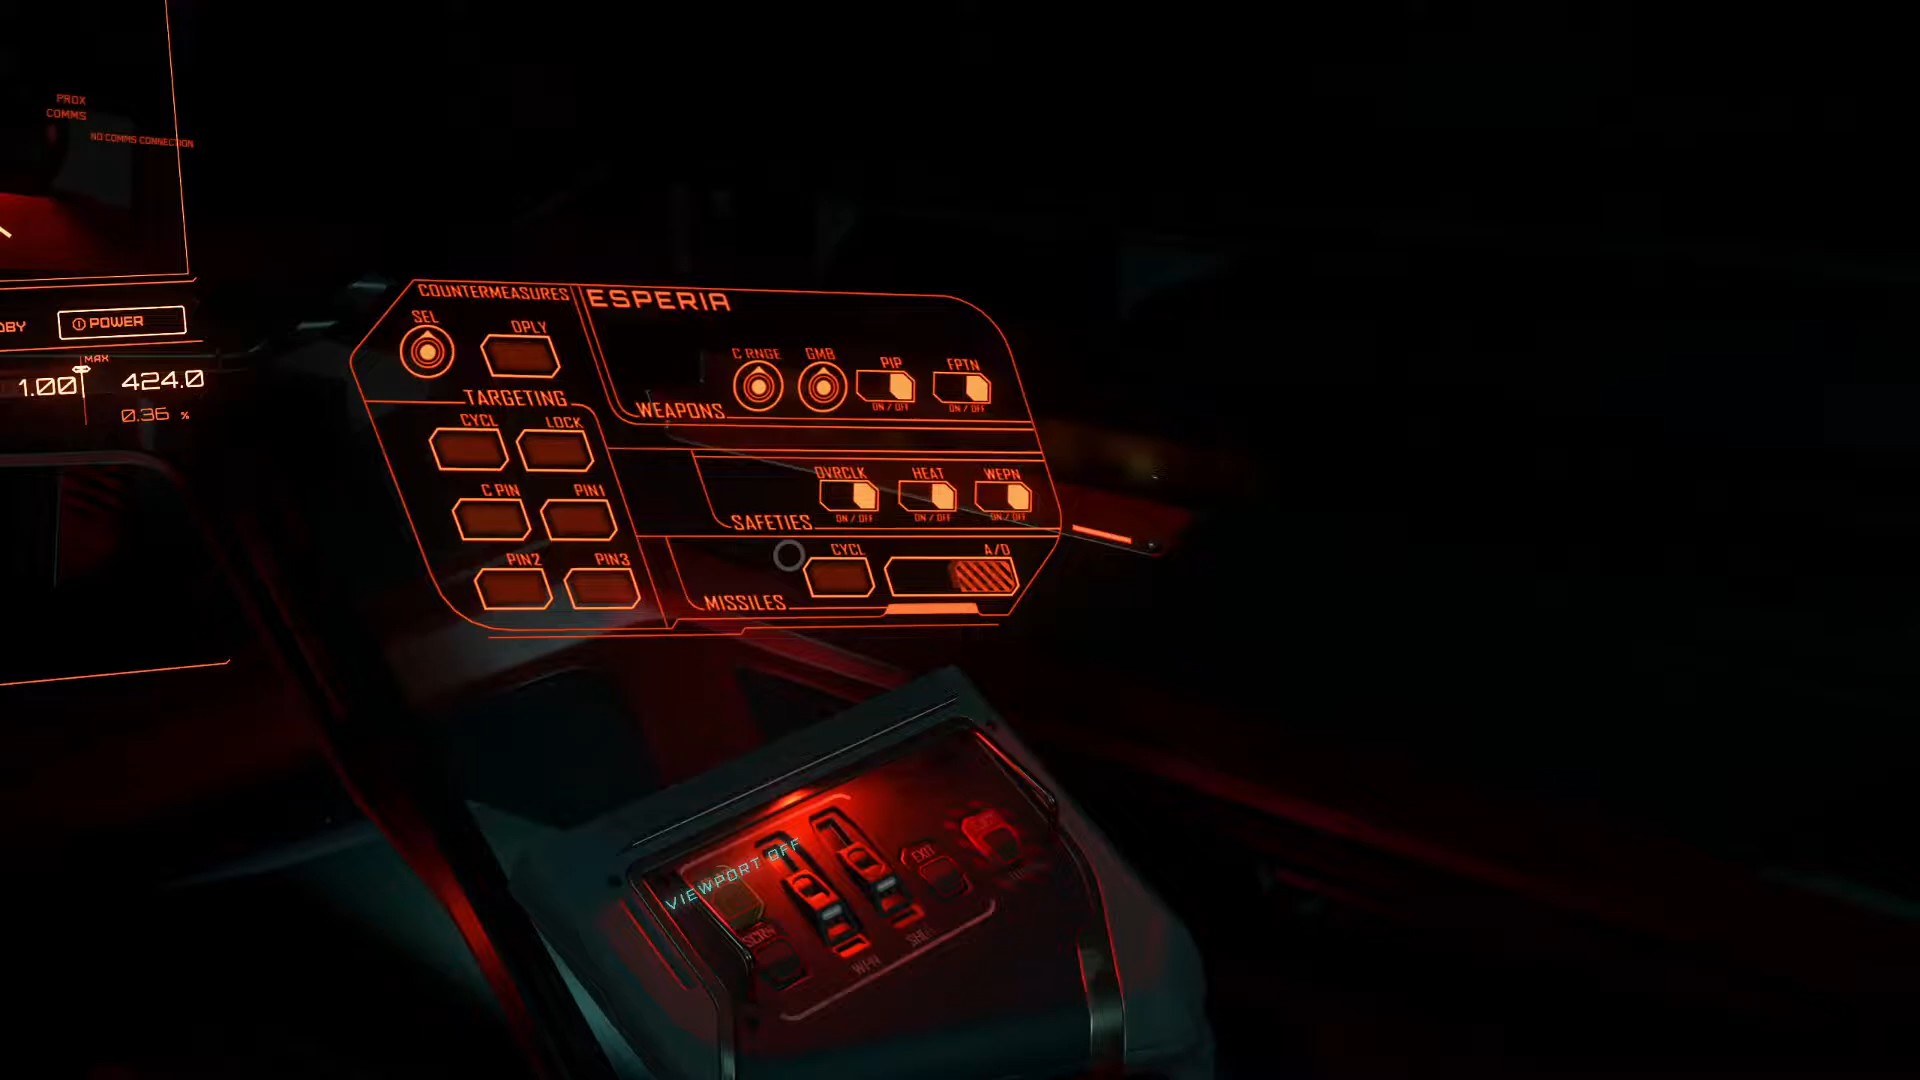 PROX
COMMS
NO COMMS CONNECTION
POWER
MAX
1.00
424.0
0.36 %
COUNTERMEASURES
SEL
DPLY
ESPERIA
C RNGE
GMB
PIP
FPTN
ON / OFF
ON / OFF
WEAPONS
TARGETING
CYCL
LOCK
C PIN
PIN1
PIN2
PIN3
OVRCLK
HEAT
WEPN
ON / OFF
ON / OFF
ON / OFF
SAFETIES
CYCL
A/D
MISSILES
VIEWPORT OFF
EXIT
SCRN
WPN